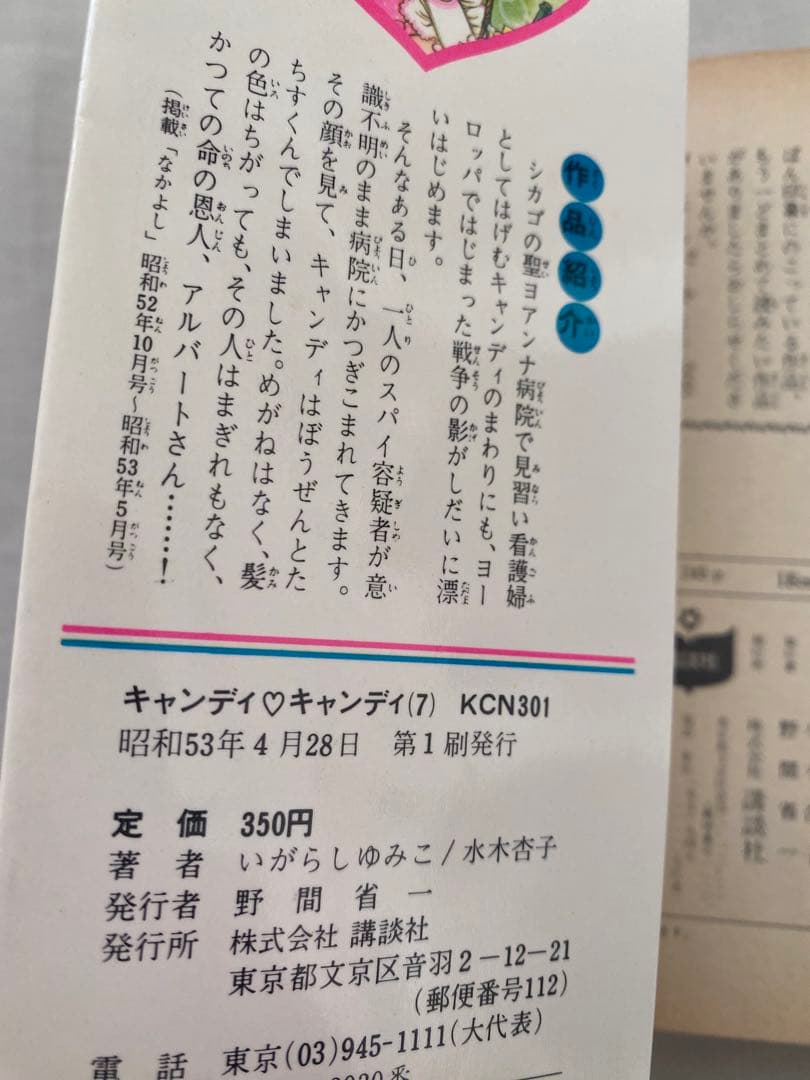 作品紹介
シカゴの聖ヨアンナ病院で見習い看護婦
としてはげむキャンディのまわりにも、ヨー
ロッパではじまった戦争の影がしだいに漂
いはじめます。
そんなある日、一人のスパイ容疑者が意
識不明のまま病院にかつぎこまれてきます。
その顔を見て、キャンディはぼうぜんとた
ちすくんでしまいました。めがねはなく、髪
の色はちがっても、その人はまぎれもなく、
かつての命の恩人、アルバートさん……！
(掲載「なかよし」昭和52年10月号〜昭和53年5月号)
キャンディ♡キャンディ(7) KCN301
昭和53年4月28日 第1刷発行
定価 350円
著者 いがらしゆみこ/水木杏子
発行者 野間省一
発行所 株式会社 講談社
東京都文京区音羽2-12-21
(郵便番号112)
電話 東京(03)945-1111(大代表)
野間省一
株式会社 講談社